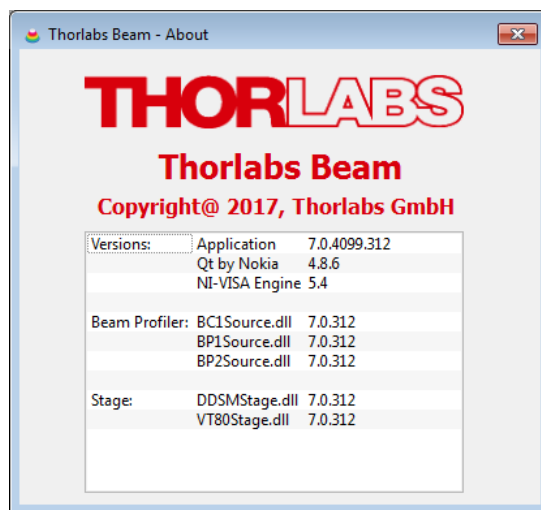 Thorlabs Beam - About
THORLABS
Thorlabs Beam
Copyright@ 2017, Thorlabs GmbH
Versions: Application 7.0.4099.312
Qt by Nokia 4.8.6
NI-VISA Engine 5.4
Beam Profiler: BC1Source.dll 7.0.312
BP1Source.dll 7.0.312
BP2Source.dll 7.0.312
Stage: DDSMStage.dll 7.0.312
VT80Stage.dll 7.0.312